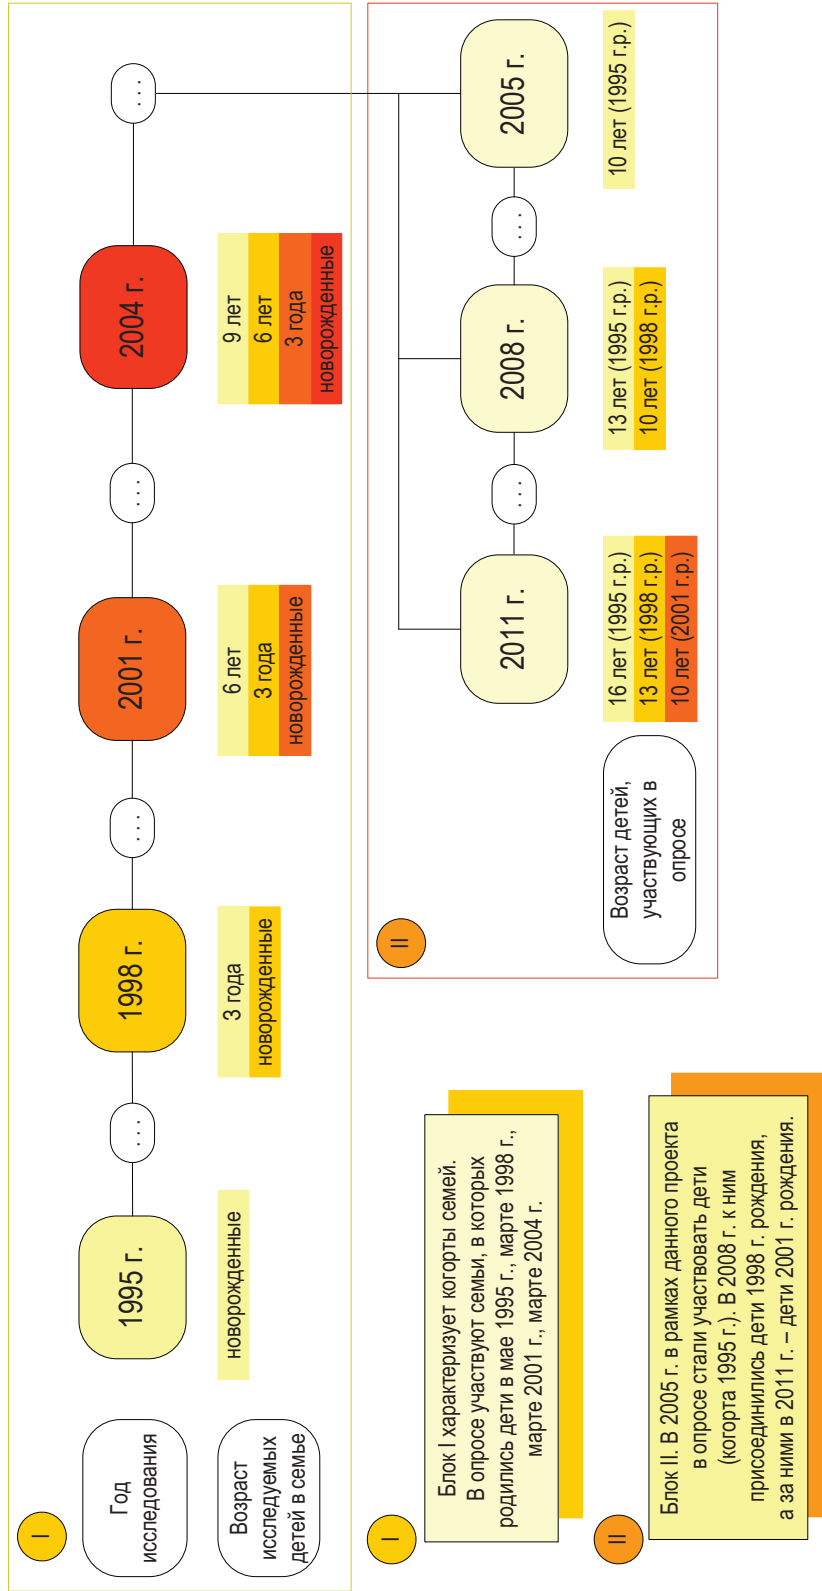 I
Год
исследования
1995 г.
. . .
1998 г.
. . .
2001 г.
. . .
2004 г.
. . .
Возраст
исследуемых
детей в семье
новорожденные
3 года
новорожденные
6 лет
3 года
новорожденные
9 лет
6 лет
3 года
новорожденные
II
2011 г.
. . .
2008 г.
. . .
2005 г.
Возраст детей,
участвующих в
опросе
16 лет (1995 г.р.)
13 лет (1998 г.р.)
10 лет (2001 г.р.)
13 лет (1995 г.р.)
10 лет (1998 г.р.)
10 лет (1995 г.р.)
I
Блок I характеризует когорты семей.
В опросе участвуют семьи, в которых
родились дети в мае 1995 г., марте 1998 г.,
марте 2001 г., марте 2004 г.
II
Блок II. В 2005 г. в рамках данного проекта
в опросе стали участвовать дети
(когорта 1995 г.). В 2008 г. к ним
присоединились дети 1998 г. рождения,
а за ними в 2011 г. – дети 2001 г. рождения.